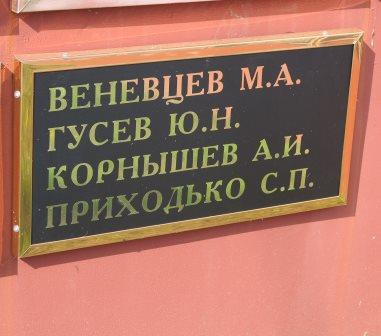 ВЕНЕВЦЕВ М.А.
ГУСЕВ Ю.Н.
КОРНЫШЕВ А.И.
ПРИХОДЬКО С.П.